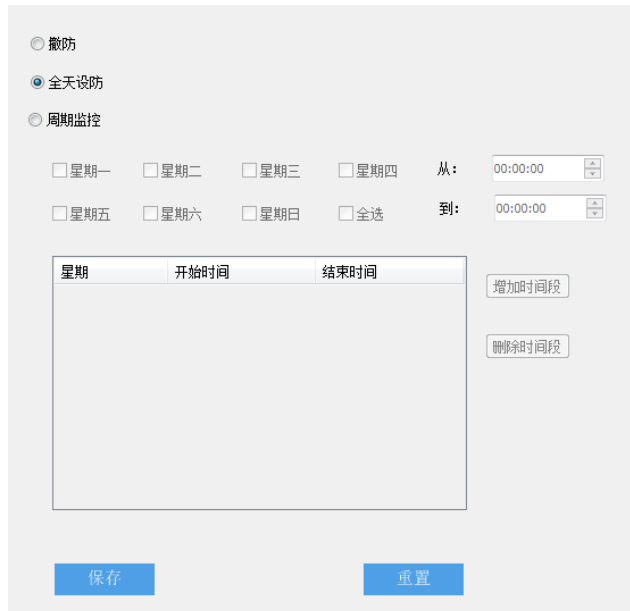 撤防
全天设防
周期监控
星期一 星期二 星期三 星期四 从: 00:00:00
星期五 星期六 星期日 全选 到: 00:00:00
星期 开始时间 结束时间
增加时间段
删除时间段
保存 重置